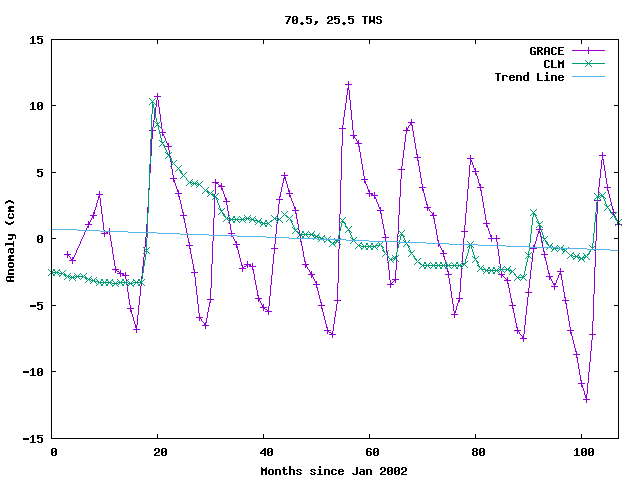 70.5, 25.5 TWS
GRACE
CLM
Trend Line
15
10
5
0
-5
-10
-15
Anomaly (cm)
0 20 40 60 80 100
Months since Jan 2002